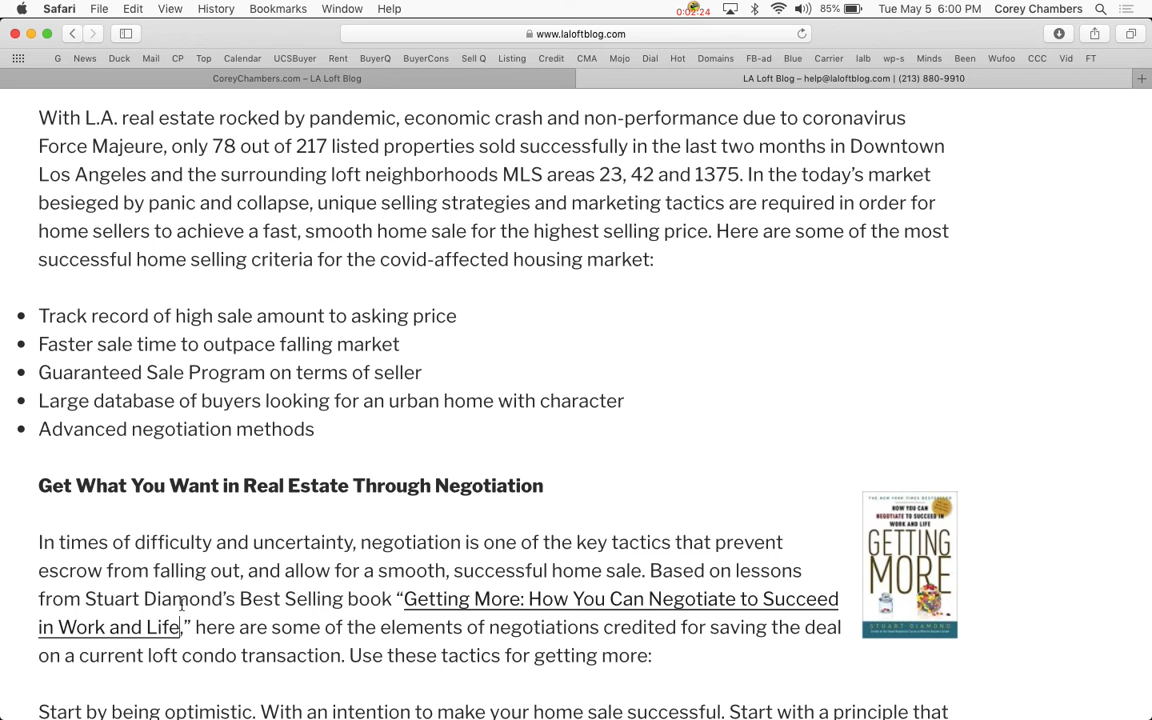 Safari File Edit View History Bookmarks Window Help 0:02:24 85% Tue May 5 6:00 PM Corey Chambers
www.laloftblog.com
G News Duck Mail CP Top Calendar UCSBuyer Rent BuyerQ BuyerCons Sell Q Listing Credit CMA Mojo Dial Hot Domains FB-ad Blue Carrier lalb wp-s Minds Been Wufoo CCC Vid FT
CoreyChambers.com – LA Loft Blog LA Loft Blog – help@laloftblog.com | (213) 880-9910
With L.A. real estate rocked by pandemic, economic crash and non-performance due to coronavirus
Force Majeure, only 78 out of 217 listed properties sold successfully in the last two months in Downtown
Los Angeles and the surrounding loft neighborhoods MLS areas 23, 42 and 1375. In the today’s market
besieged by panic and collapse, unique selling strategies and marketing tactics are required in order for
home sellers to achieve a fast, smooth home sale for the highest selling price. Here are some of the most
successful home selling criteria for the covid-affected housing market:
• Track record of high sale amount to asking price
• Faster sale time to outpace falling market
• Guaranteed Sale Program on terms of seller
• Large database of buyers looking for an urban home with character
• Advanced negotiation methods
Get What You Want in Real Estate Through Negotiation
In times of difficulty and uncertainty, negotiation is one of the key tactics that prevent
escrow from falling out, and allow for a smooth, successful home sale. Based on lessons
from Stuart Diamond’s Best Selling book “Getting More: How You Can Negotiate to Succeed
in Work and Life,” here are some of the elements of negotiations credited for saving the deal
on a current loft condo transaction. Use these tactics for getting more:
THE NEW YORK TIMES BESTSELLER
HOW YOU CAN
NEGOTIATE TO SUCCEED IN
WORK AND LIFE
GETTING
MORE
STUART DIAMOND
Start by being optimistic. With an intention to make your home sale successful. Start with a principle that